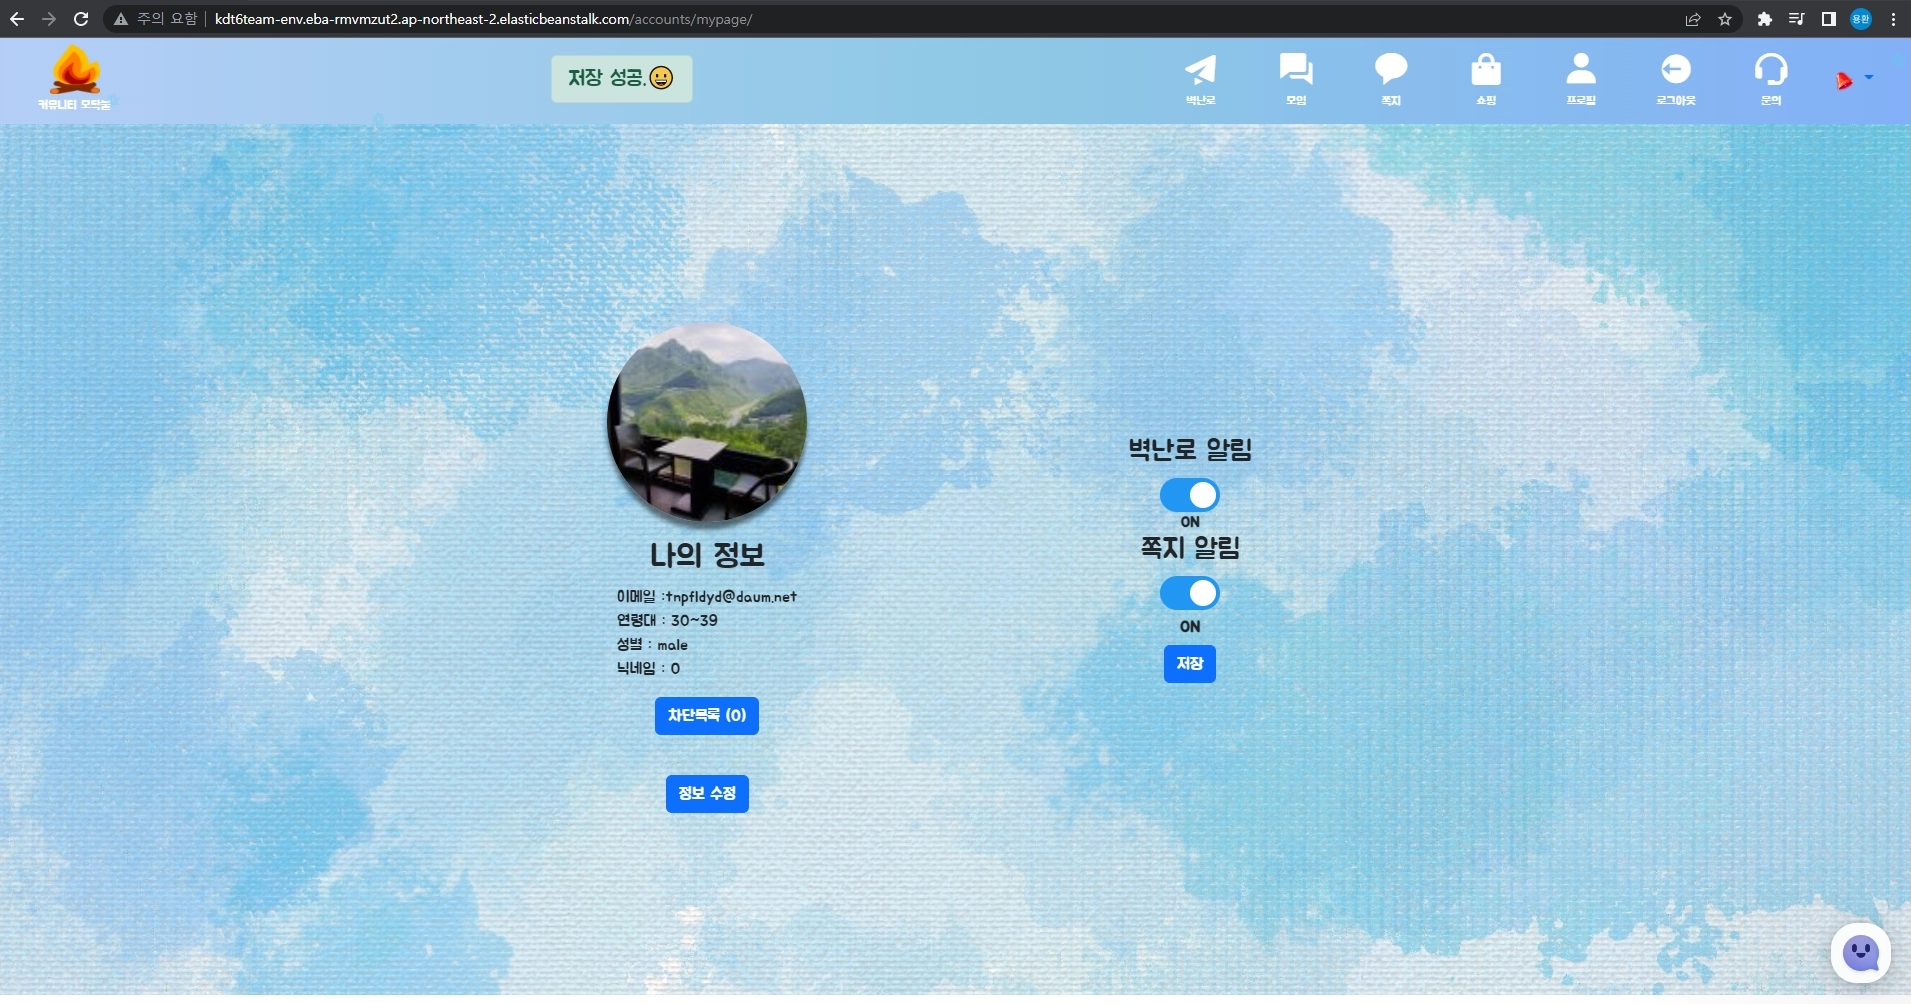 주의 요함
kdt6team-env.eba-rmvmzut2.ap-northeast-2.elasticbeanstalk.com/accounts/mypage/
용환
커뮤니티 모닥불
저장 성공.😀
벽난로
모임
쪽지
쇼핑
프로필
로그아웃
문의
나의 정보
이메일 :tnpfldyd@daum.net
연령대 : 30~39
성별 : male
닉네임 : 0
차단목록 (0)
정보 수정
벽난로 알림
ON
쪽지 알림
ON
저장